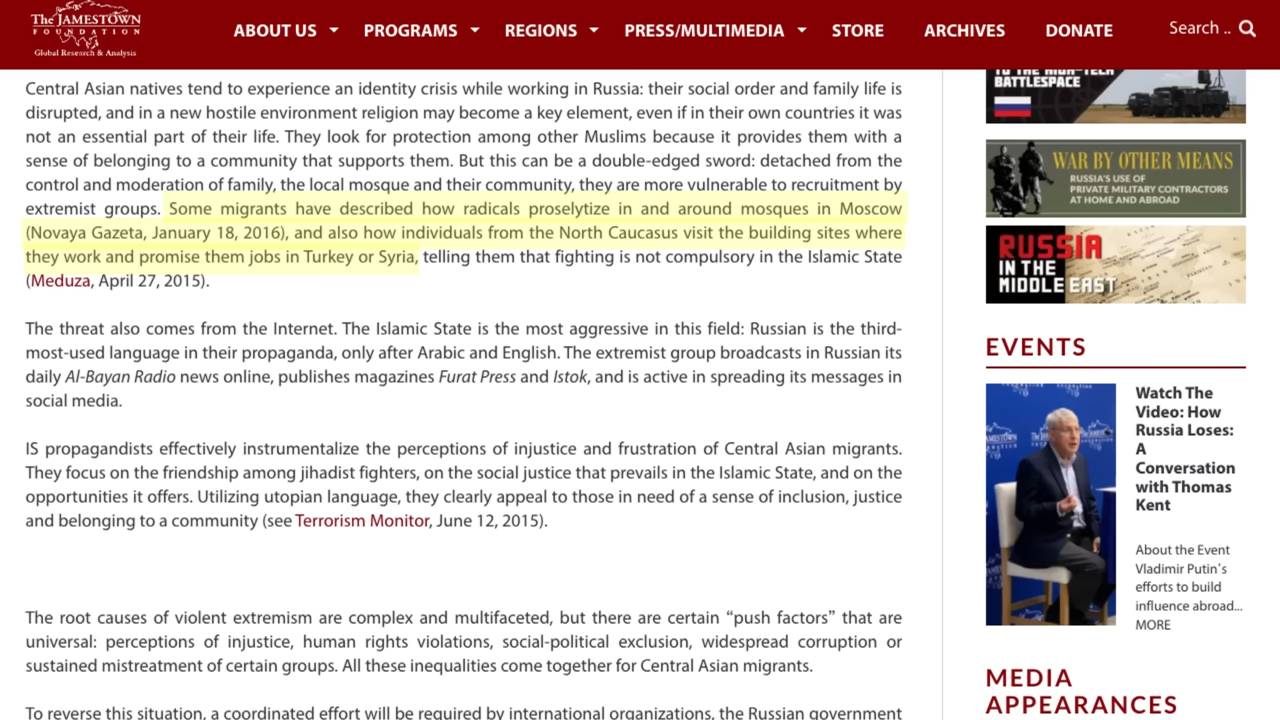 The JAMESTOWN
FOUNDATION
Global Research & Analysis
ABOUT US PROGRAMS REGIONS PRESS/MULTIMEDIA STORE ARCHIVES DONATE Search ..
Central Asian natives tend to experience an identity crisis while working in Russia: their social order and family life is
disrupted, and in a new hostile environment religion may become a key element, even if in their own countries it was
not an essential part of their life. They look for protection among other Muslims because it provides them with a
sense of belonging to a community that supports them. But this can be a double-edged sword: detached from the
control and moderation of family, the local mosque and their community, they are more vulnerable to recruitment by
extremist groups. Some migrants have described how radicals proselytize in and around mosques in Moscow
(Novaya Gazeta, January 18, 2016), and also how individuals from the North Caucasus visit the building sites where
they work and promise them jobs in Turkey or Syria, telling them that fighting is not compulsory in the Islamic State
(Meduza, April 27, 2015).
The threat also comes from the Internet. The Islamic State is the most aggressive in this field: Russian is the third-
most-used language in their propaganda, only after Arabic and English. The extremist group broadcasts in Russian its
daily Al-Bayan Radio news online, publishes magazines Furat Press and Istok, and is active in spreading its messages in
social media.
IS propagandists effectively instrumentalize the perceptions of injustice and frustration of Central Asian migrants.
They focus on the friendship among jihadist fighters, on the social justice that prevails in the Islamic State, and on the
opportunities it offers. Utilizing utopian language, they clearly appeal to those in need of a sense of inclusion, justice
and belonging to a community (see Terrorism Monitor, June 12, 2015).
The root causes of violent extremism are complex and multifaceted, but there are certain “push factors” that are
universal: perceptions of injustice, human rights violations, social-political exclusion, widespread corruption or
sustained mistreatment of certain groups. All these inequalities come together for Central Asian migrants.
To reverse this situation, a coordinated effort will be required by international organizations, the Russian government
TO THE HIGH-TECH
BATTLESPACE
WAR BY OTHER MEANS
RUSSIA'S USE OF
PRIVATE MILITARY CONTRACTORS
AT HOME AND ABROAD
RUSSIA
IN THE
MIDDLE EAST
EVENTS
Watch The
Video: How
Russia Loses:
A
Conversation
with Thomas
Kent
About the Event
Vladimir Putin's
efforts to build
influence abroad...
MORE
MEDIA
APPEARANCES